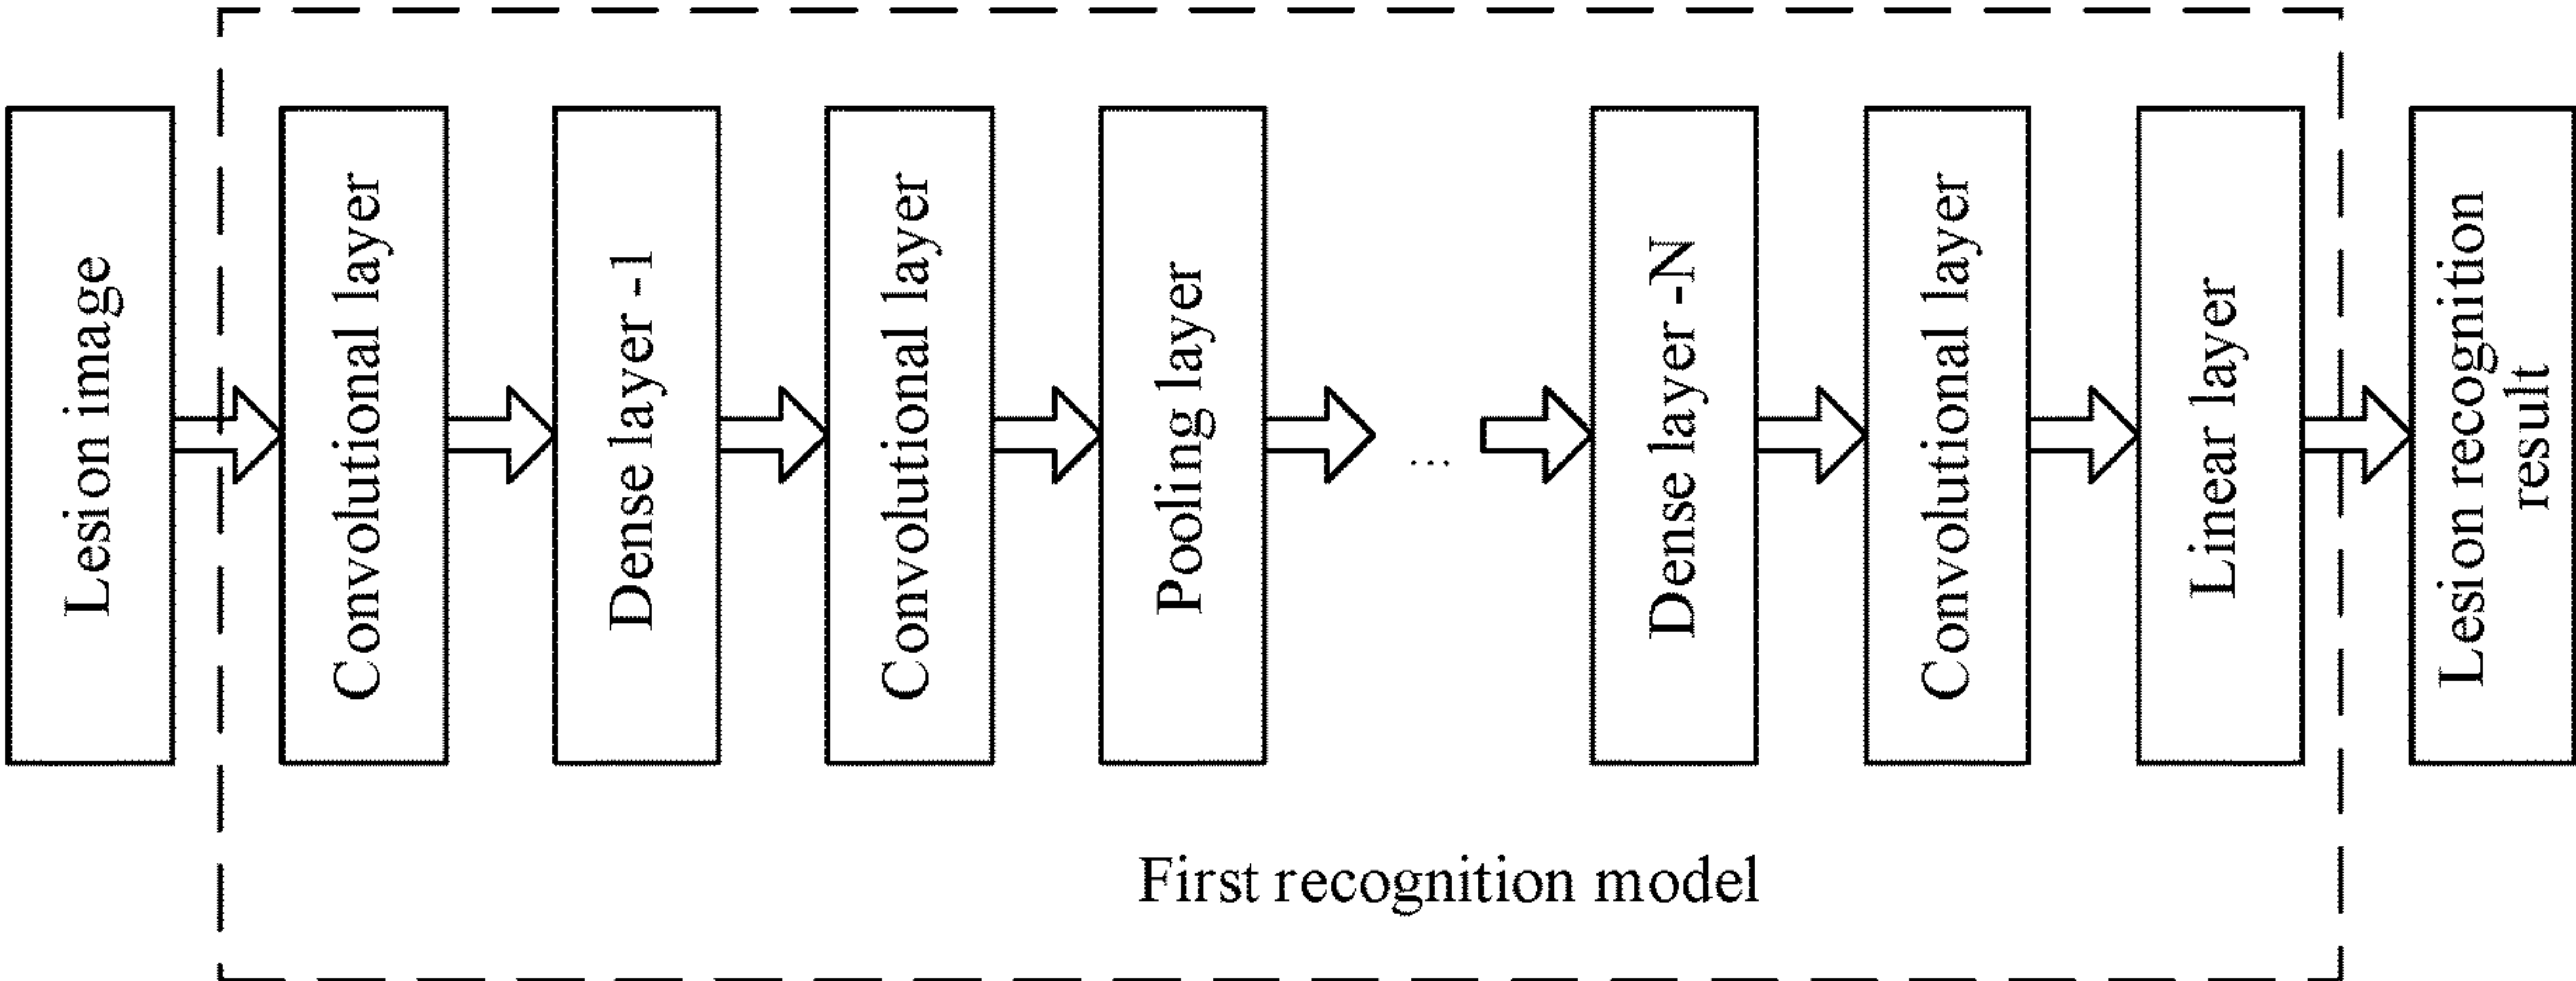 Lesion image
Convolutional layer
Dense layer -1
Convolutional layer
Pooling layer
...
Dense layer -N
Convolutional layer
Linear layer
Lesion recognition
result
First recognition model